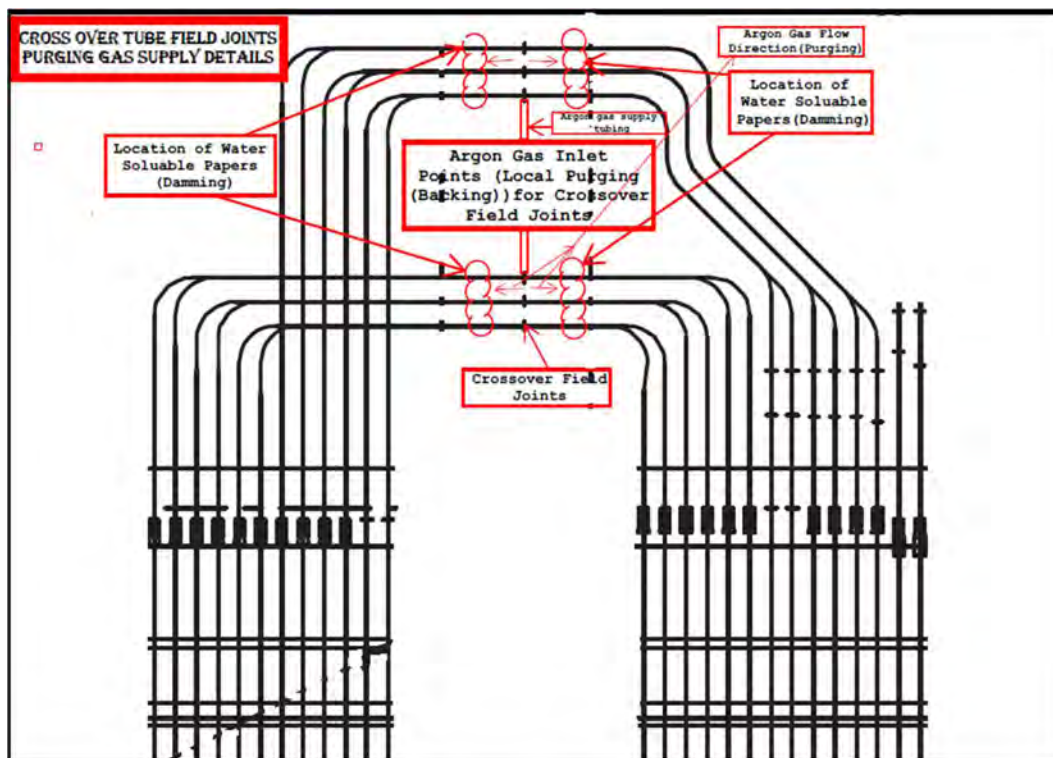 CROSS OVER TUBE FIELD JOINTS
PURGING GAS SUPPLY DETAILS
Argon Gas Flow
Direction(Purging)
Location of
Water Soluable
Papers(Damming)
Argon gas supply
tubing
Location of Water
Soluable Papers
(Damming)
Argon Gas Inlet
Points (Local Purging
(Backing))for Crossover
Field Joints
Crossover Field
Joints